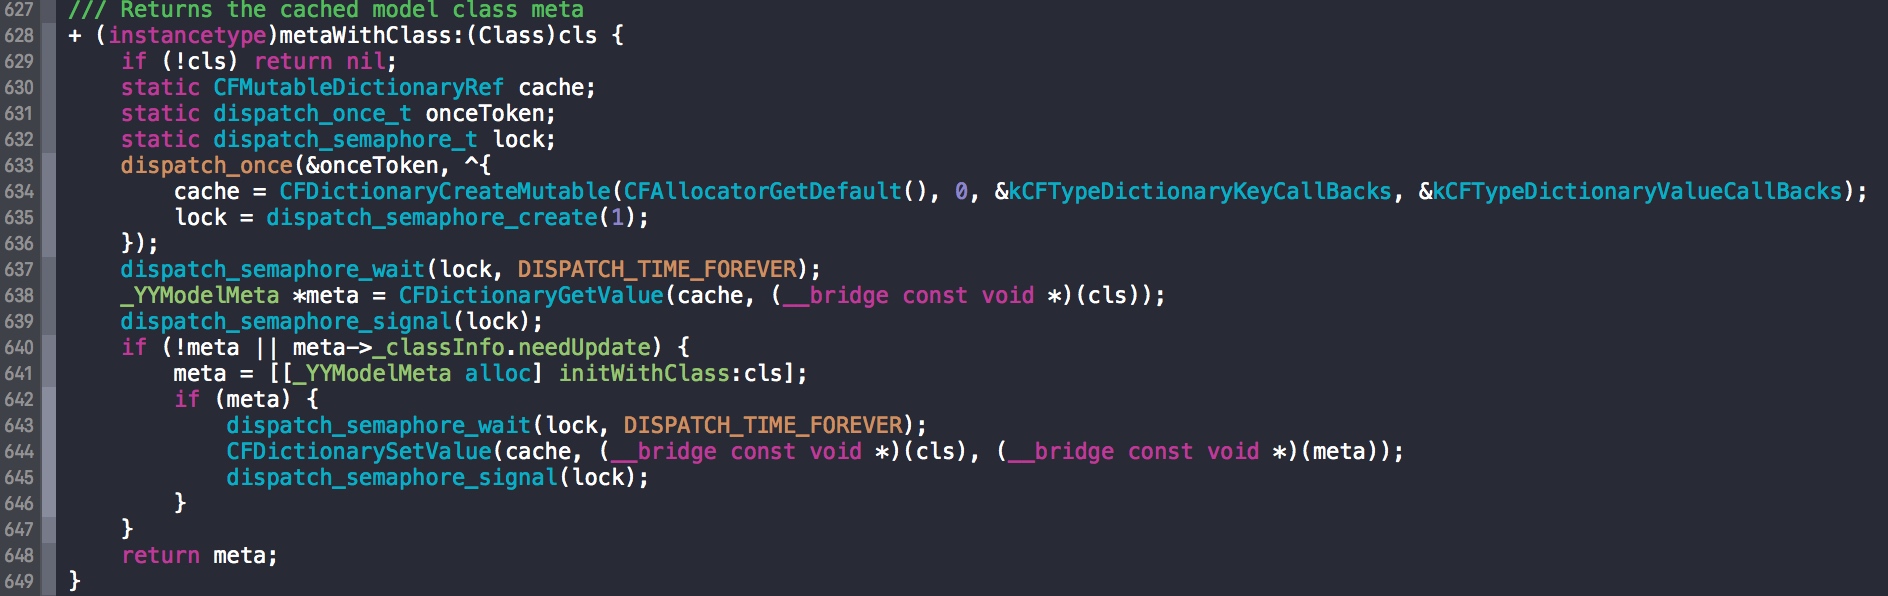 627 /// Returns the cached model class meta
628 + (instancetype)metaWithClass:(Class)cls {
629     if (!cls) return nil;
630     static CFMutableDictionaryRef cache;
631     static dispatch_once_t onceToken;
632     static dispatch_semaphore_t lock;
633     dispatch_once(&onceToken, ^{
634         cache = CFDictionaryCreateMutable(CFAllocatorGetDefault(), 0, &kCFTypeDictionaryKeyCallBacks, &kCFTypeDictionaryValueCallBacks);
635         lock = dispatch_semaphore_create(1);
636     });
637     dispatch_semaphore_wait(lock, DISPATCH_TIME_FOREVER);
638     _YYModelMeta *meta = CFDictionaryGetValue(cache, (__bridge const void *)(cls));
639     dispatch_semaphore_signal(lock);
640     if (!meta || meta->_classInfo.needUpdate) {
641         meta = [[_YYModelMeta alloc] initWithClass:cls];
642         if (meta) {
643             dispatch_semaphore_wait(lock, DISPATCH_TIME_FOREVER);
644             CFDictionarySetValue(cache, (__bridge const void *)(cls), (__bridge const void *)(meta));
645             dispatch_semaphore_signal(lock);
646         }
647     }
648     return meta;
649 }